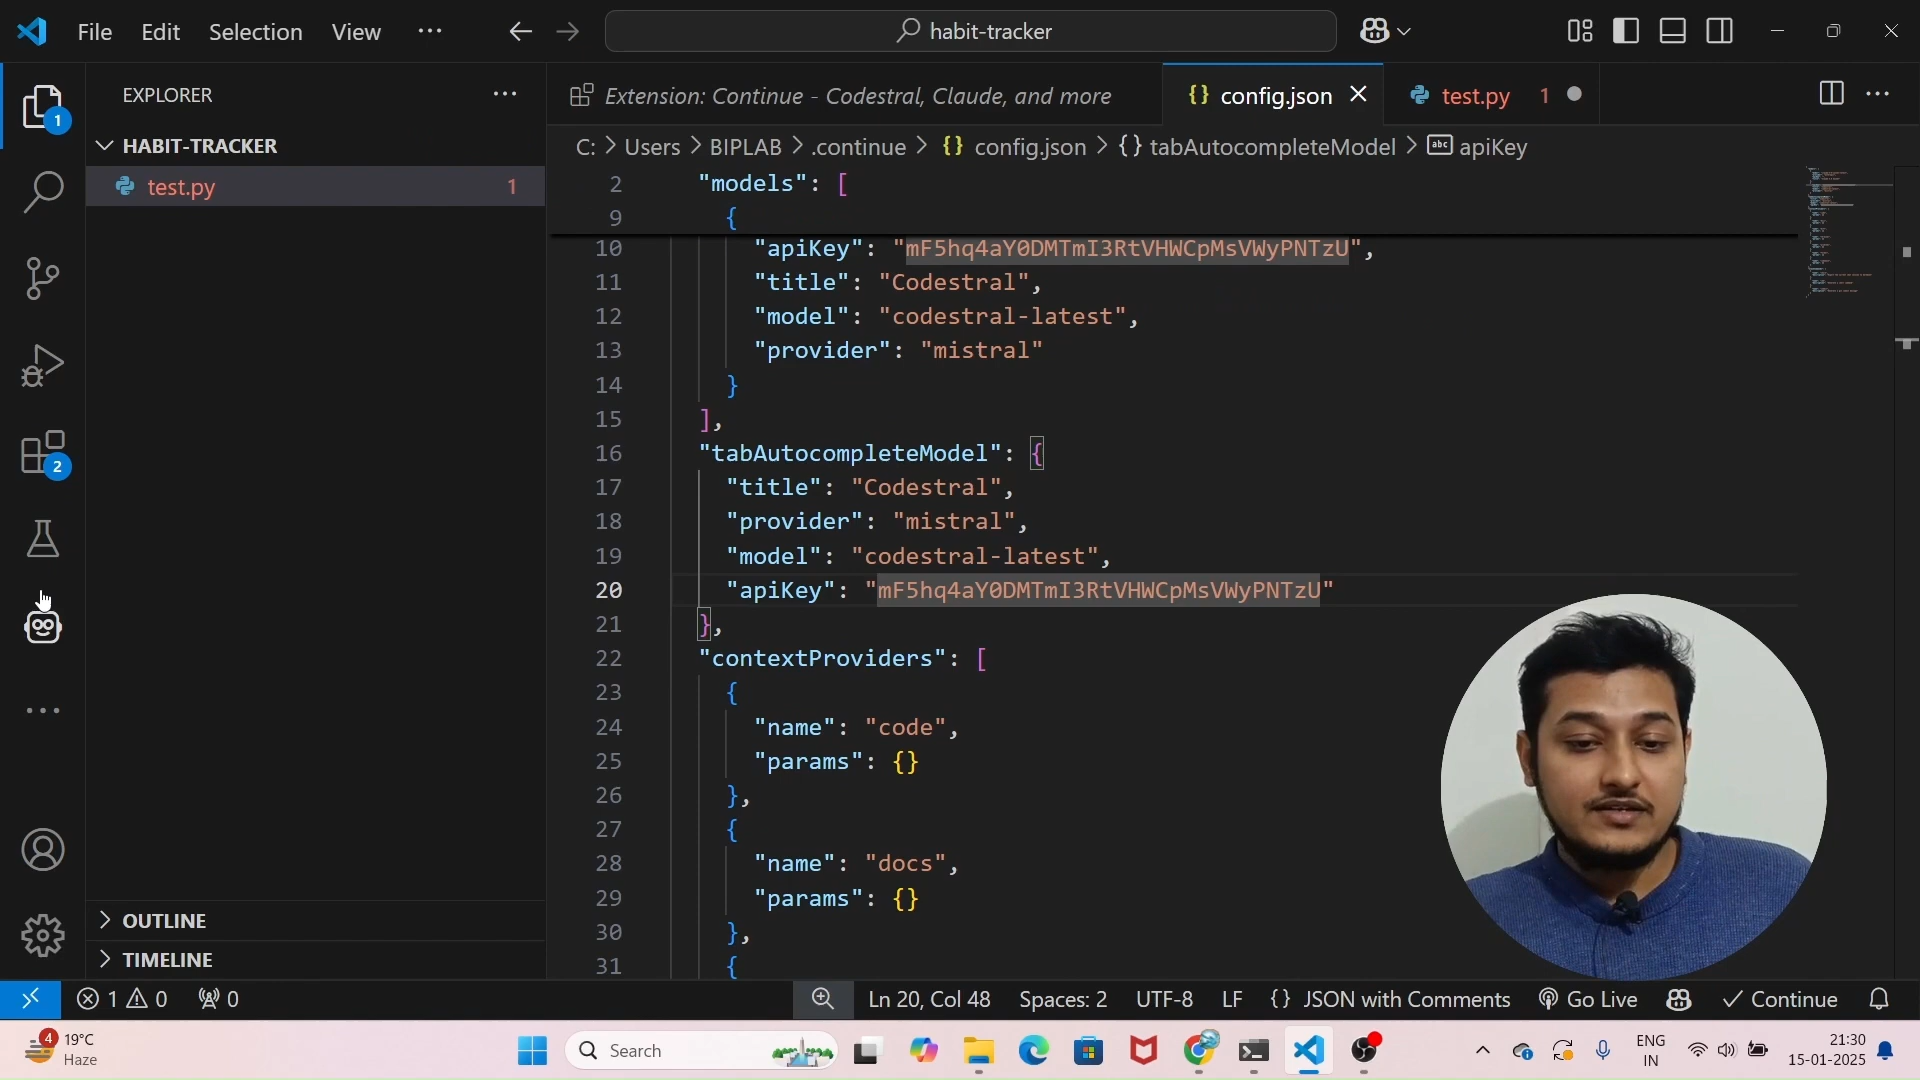 File Edit Selection View ··· habit-tracker
EXPLORER ···
Extension: Continue - Codestral, Claude, and more
{} config.json
test.py 1
1
HABIT-TRACKER
C: > Users > BIPLAB > .continue > {} config.json > {} tabAutocompleteModel > abc apiKey
test.py 1
2 "models": [
9 {
10 "apiKey": "mF5hq4aY0DMTmI3RtVHWCpMsVWyPNTzU",
11 "title": "Codestral",
12 "model": "codestral-latest",
13 "provider": "mistral"
14 }
15 ],
16 "tabAutocompleteModel": {
17 "title": "Codestral",
18 "provider": "mistral",
19 "model": "codestral-latest",
20 "apiKey": "mF5hq4aY0DMTmI3RtVHWCpMsVWyPNTzU"
21 },
22 "contextProviders": [
23 {
24 "name": "code",
25 "params": {}
26 },
27 {
28 "name": "docs",
29 "params": {}
30 },
31 {
2
OUTLINE
TIMELINE
1 0 0 Ln 20, Col 48 Spaces: 2 UTF-8 LF {} JSON with Comments Go Live Continue
4 19°C
Haze
Search
ENG
IN
21:30
15-01-2025